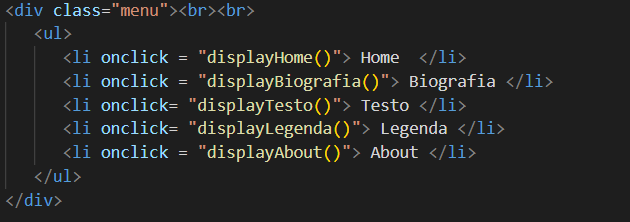 <div class="menu"><br><br>
<ul>
<li onclick = "displayHome()"> Home  </li>
<li onclick = "displayBiografia()"> Biografia </li>
<li onclick= "displayTesto()"> Testo </li>
<li onclick= "displayLegenda()"> Legenda </li>
<li onclick = "displayAbout()"> About </li>
</ul>
</div>